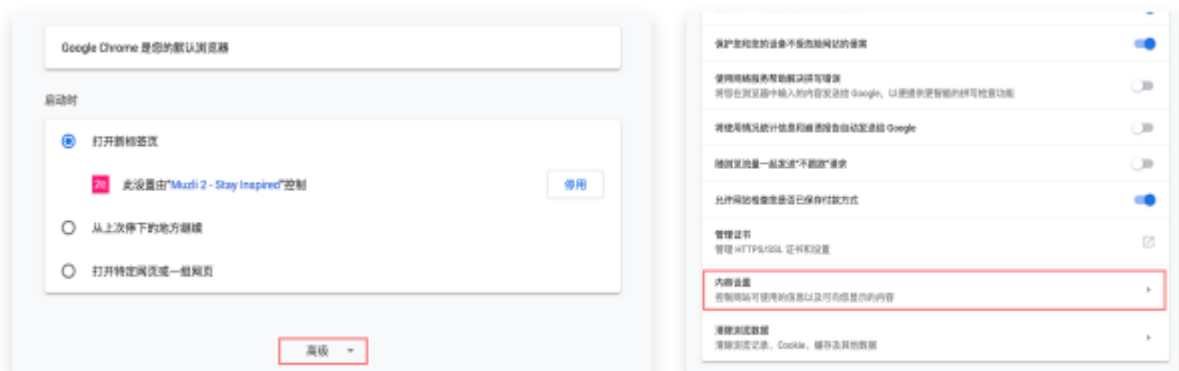 Google Chrome 是您的默认浏览器
启动时
打开新标签页
此设置由"Muzli 2 - Stay Inspired"控制
停用
从上次停下的地方继续
打开特定网页或一组网页
高级
保护您和您的设备不受危险网站的侵害
使用网络服务帮助解决拼写错误
将您在浏览器中输入的内容发送给 Google，以便提供更智能的拼写检查功能
将使用情况统计信息和崩溃报告自动发送给 Google
随浏览流量一起发送"不跟踪"请求
允许网站检查您是否已保存付款方式
管理证书
管理 HTTPS/SSL 证书和设置
内容设置
控制网站可使用的信息以及可向您显示的内容
清除浏览数据
清除浏览记录、Cookie、缓存及其他数据